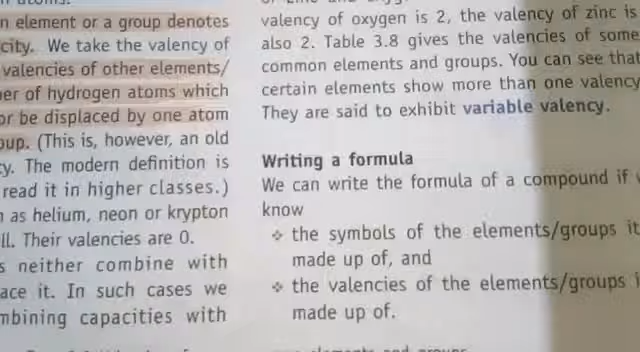 n element or a group denotes
city. We take the valency of
valencies of other elements/
er of hydrogen atoms which
or be displaced by one atom
oup. (This is, however, an old
cy. The modern definition is
read it in higher classes.)
n as helium, neon or krypton
ll. Their valencies are 0.
s neither combine with
ace it. In such cases we
mbining capacities with
valency of oxygen is 2, the valency of zinc is
also 2. Table 3.8 gives the valencies of some
common elements and groups. You can see that
certain elements show more than one valency
They are said to exhibit variable valency.
Writing a formula
We can write the formula of a compound if
know
❖ the symbols of the elements/groups it
made up of, and
❖ the valencies of the elements/groups i
made up of.